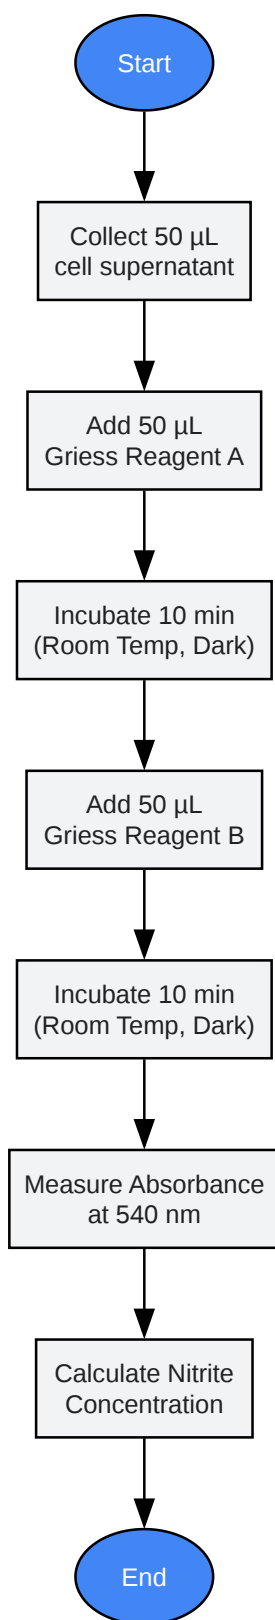 Start
Collect 50 µL
cell supernatant
Add 50 µL
Griess Reagent A
Incubate 10 min
(Room Temp, Dark)
Add 50 µL
Griess Reagent B
Incubate 10 min
(Room Temp, Dark)
Measure Absorbance
at 540 nm
Calculate Nitrite
Concentration
End